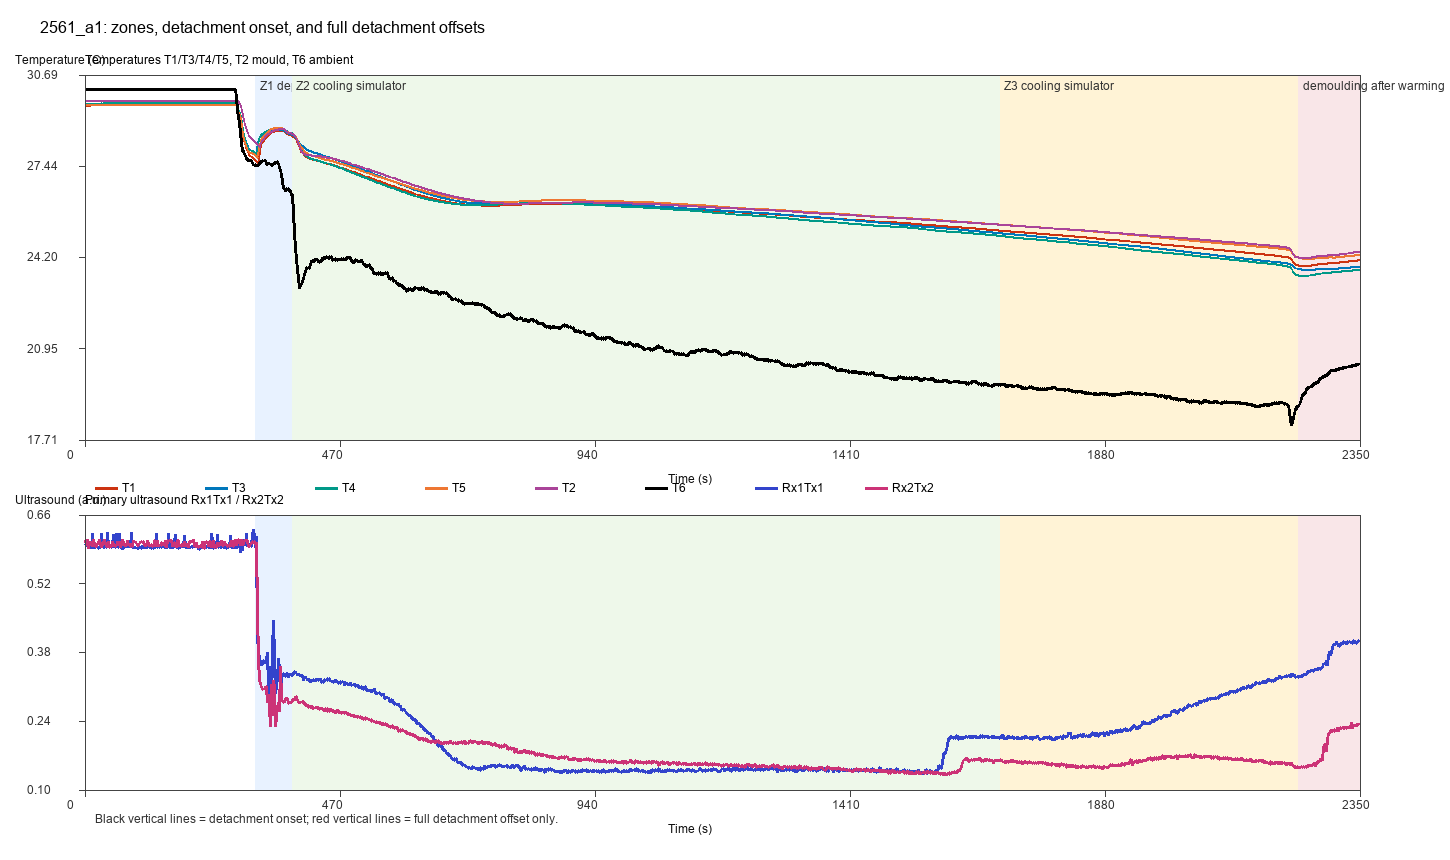 2561_a1: zones, detachment onset, and full detachment offsets
Temperature (C)
Temperatures T1/T3/T4/T5, T2 mould, T6 ambient
30.69
27.44
24.20
20.95
17.71
Z1 de
Z2 cooling simulator
Z3 cooling simulator
demoulding after warming
0 470 940 1410 1880 2350
Time (s)
T1 T3 T4 T5 T2 T6 Rx1Tx1 Rx2Tx2
Ultrasound (a.u.)
Primary ultrasound Rx1Tx1 / Rx2Tx2
0.66
0.52
0.38
0.24
0.10
0 470 940 1410 1880 2350
Black vertical lines = detachment onset; red vertical lines = full detachment offset only.
Time (s)